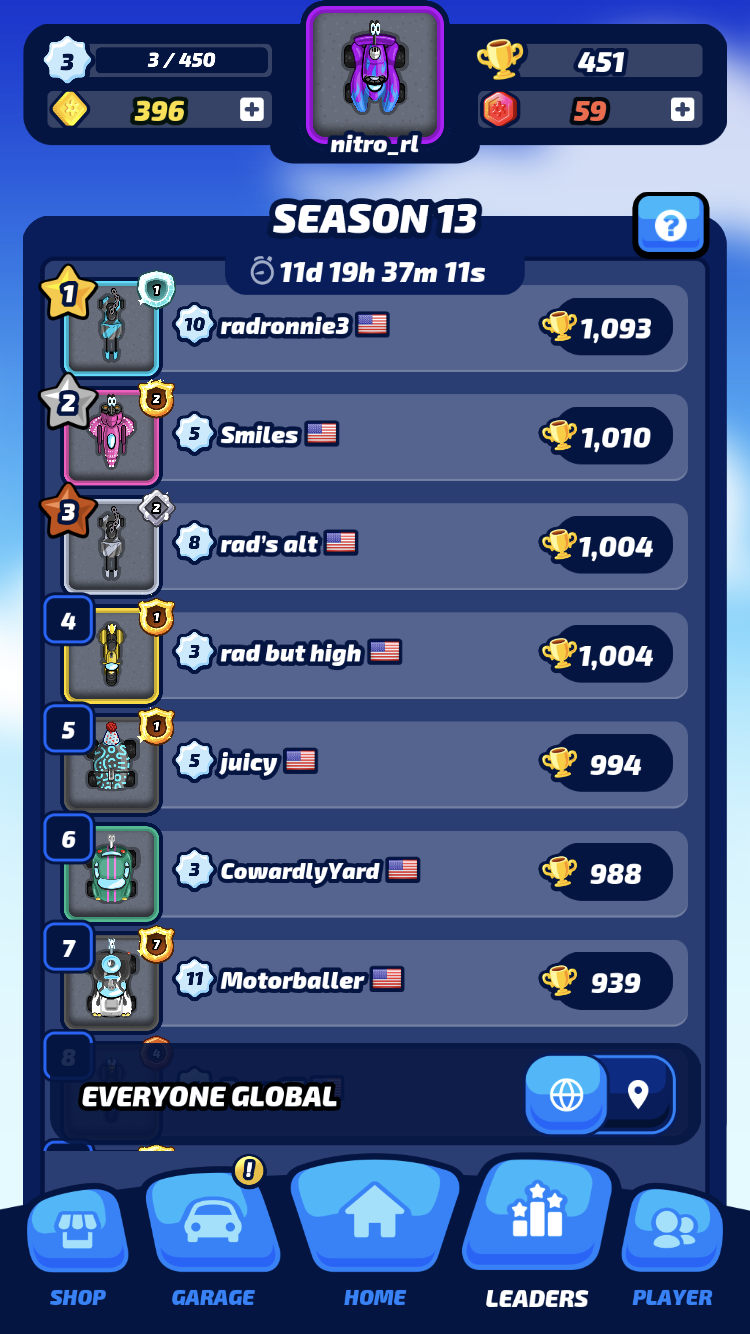 3
3 / 450
451
396
59
nitro_rl
SEASON 13
11d 19h 37m 11s
1
1
10 radronnie3
1,093
2
2
5 Smiles
1,010
3
2
8 rad's alt
1,004
4
1
3 rad but high
1,004
5
1
5 juicy
994
6
3 CowardlyYard
988
7
7
11 Motorballer
939
8
4
EVERYONE GLOBAL
SHOP
GARAGE
HOME
LEADERS
PLAYER